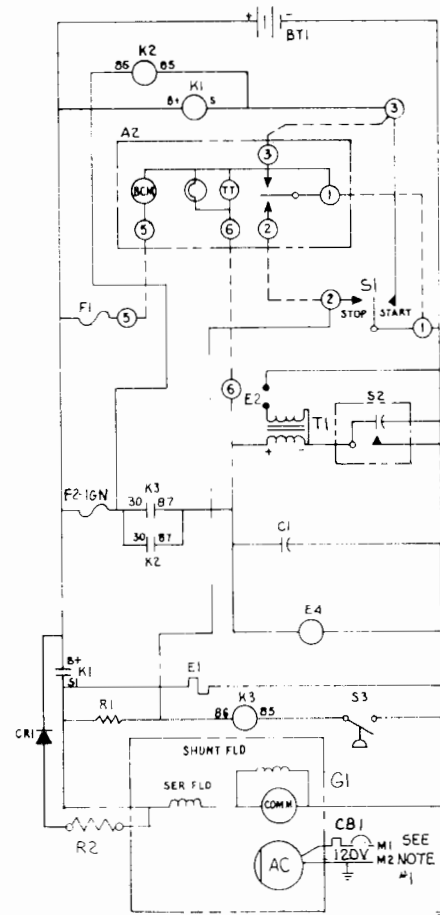 + -
BT1
K2
86 85
K1
B+ S
3
A2
3
BCM
TT
1
5
6
2
S1
2
STOP START
1
F1
5
6
E2
T1
S2
+ -
F2-IGN
K3
30 87
30 87
K2
C1
E4
B+
K1
S1
E1
R1
K3
86 85
S3
CR1
SHUNT FLD
SER FLD
G1
COMM
R2
CB1
AC
120V
M1 SEE
M2 NOTE
#1